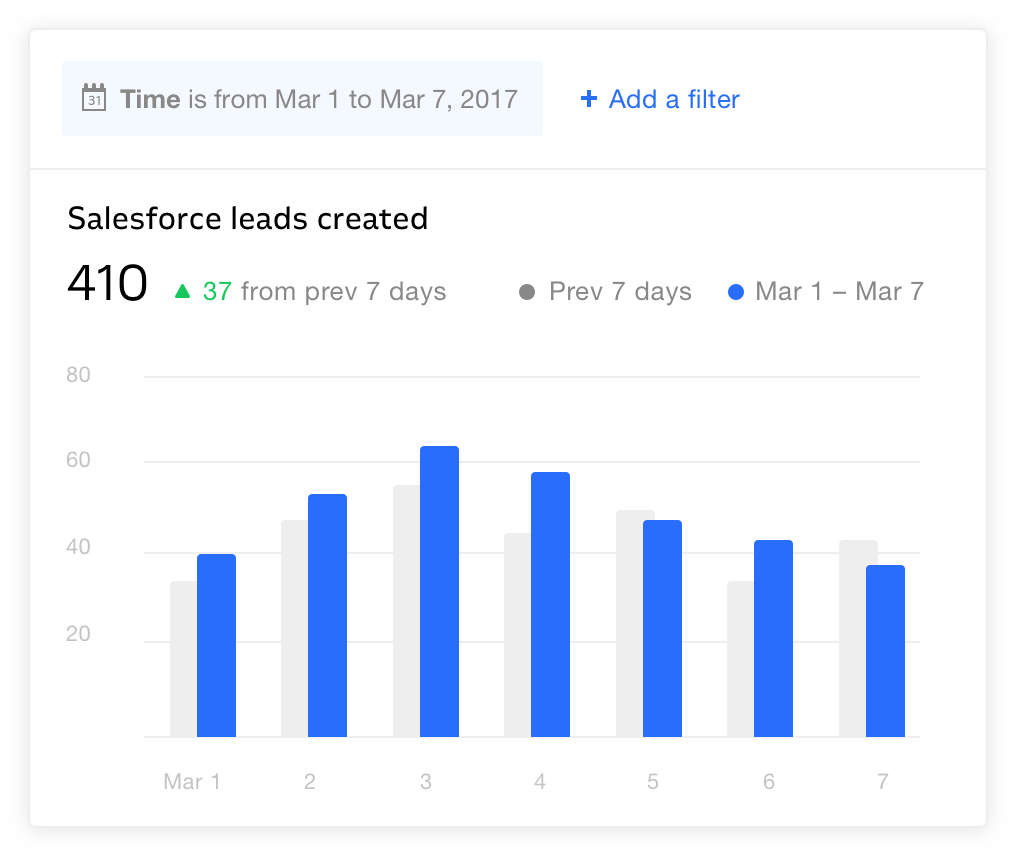 31 Time is from Mar 1 to Mar 7, 2017 + Add a filter
Salesforce leads created
410 ▲ 37 from prev 7 days ● Prev 7 days ● Mar 1 – Mar 7
80
60
40
20
Mar 1 2 3 4 5 6 7